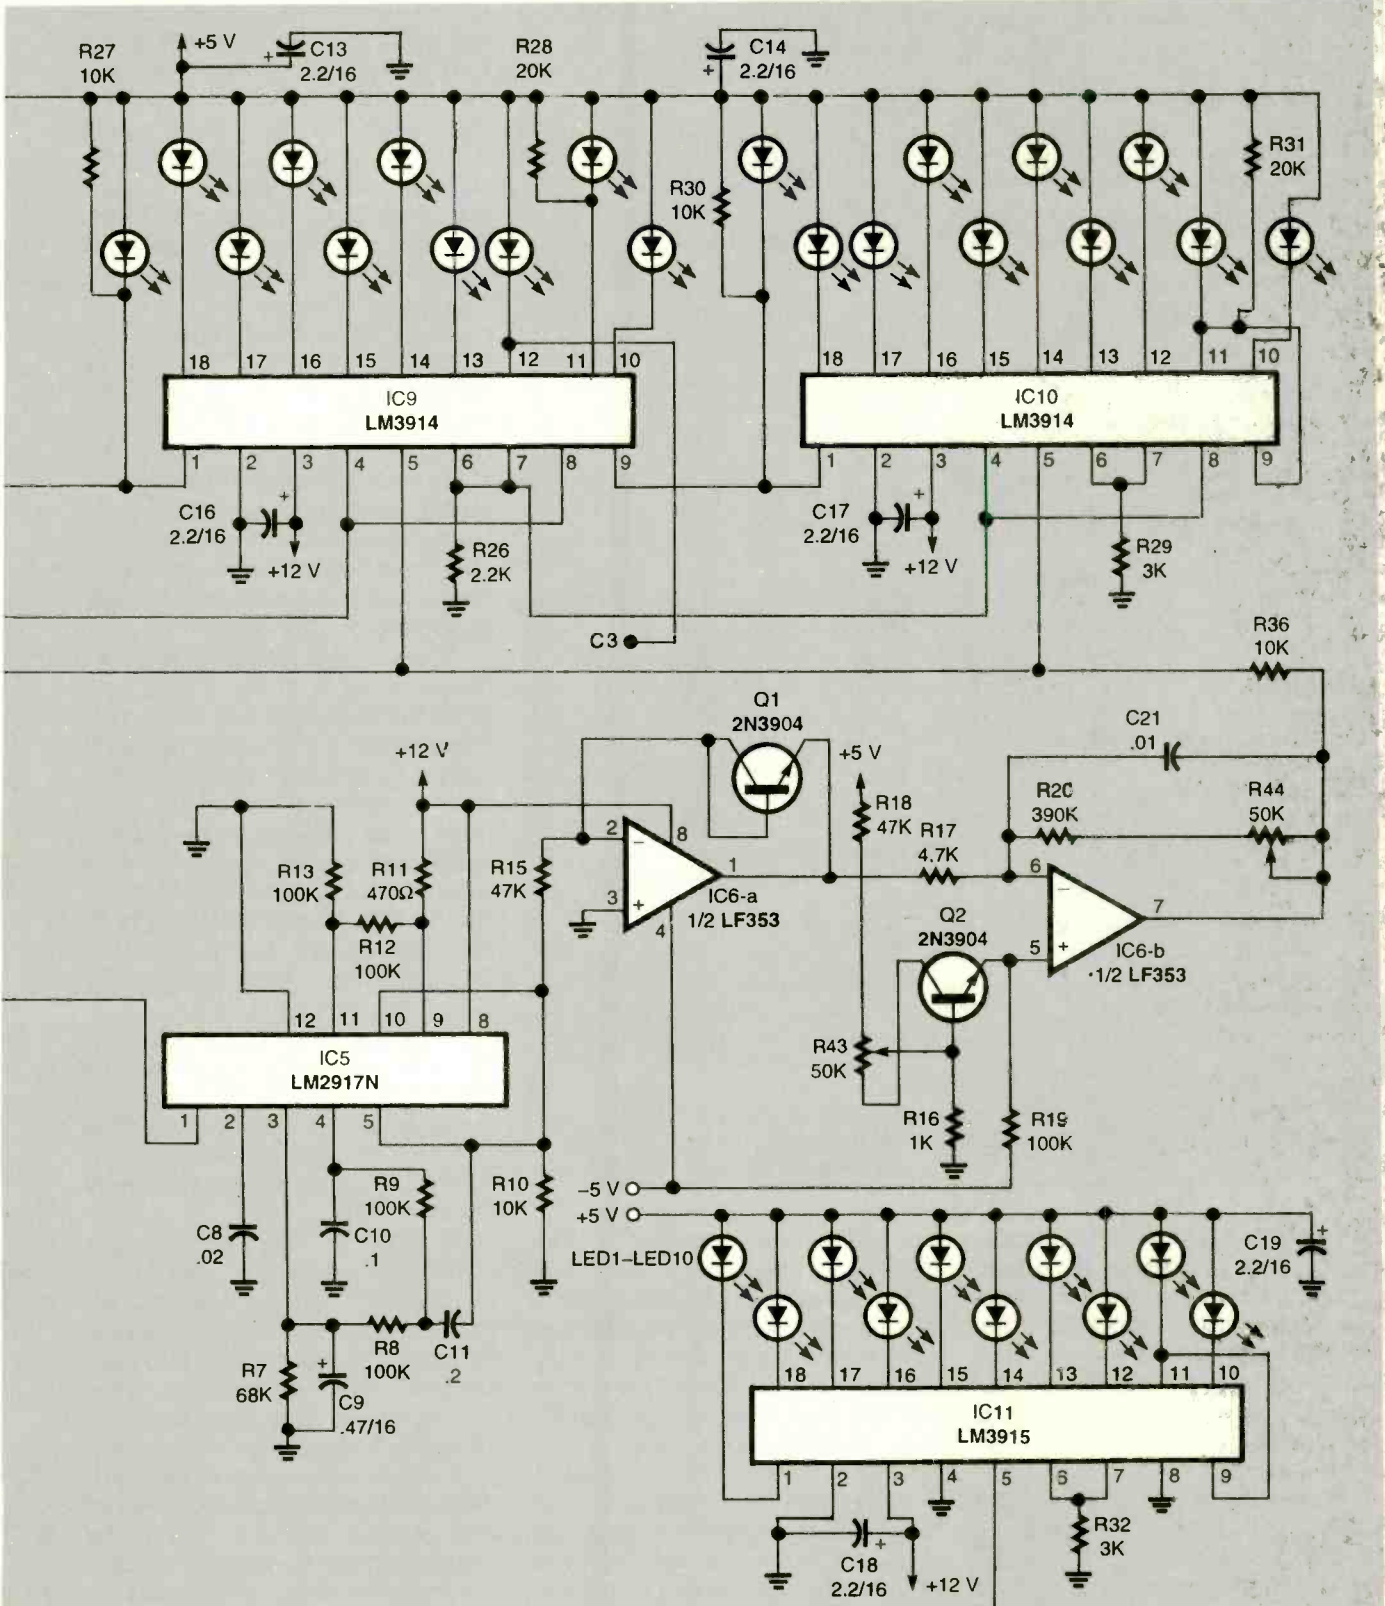 R27
10K
+5 V
+
C13
2.2/16
R28
20K
C14
2.2/16
+
R30
10K
R31
20K
18 17 16 15 14 13 12 11 10
IC9
LM3914
1 2 3 4 5 6 7 8 9
18 17 16 15 14 13 12 11 10
IC10
LM3914
1 2 3 4 5 6 7 8 9
C16
2.2/16
+
+12 V
R26
2.2K
C17
2.2/16
+
+12 V
R29
3K
C3
R36
10K
Q1
2N3904
C21
.01
+12 V
+5 V
R18
47K
R20
390K
R44
50K
R13
100K
R11
470Ω
R15
47K
2
−
8
1
3
+
4
IC6-a
1/2 LF353
R17
4.7K
6
−
7
5
+
IC6-b
1/2 LF353
R12
100K
Q2
2N3904
12 11 10 9 8
IC5
LM2917N
1 2 3 4 5
R43
50K
R16
1K
R19
100K
R9
100K
R10
10K
−5 V
+5 V
C8
.02
C10
.1
LED1–LED10
C19
2.2/16
+
R8
100K
C11
.2
R7
68K
+
C9
.47/16
18 17 16 15 14 13 12 11 10
IC11
LM3915
1 2 3 4 5 6 7 8 9
C18
2.2/16
+
+12 V
R32
3K